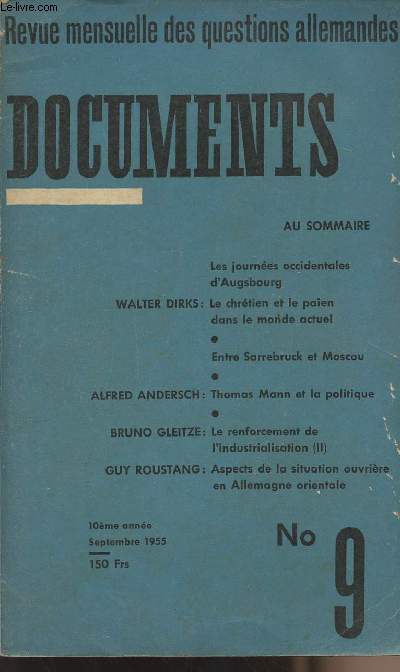 Le-livre.com
Revue mensuelle des questions allemandes
DOCUMENTS
AU SOMMAIRE
Les journées occidentales
d'Augsbourg
WALTER DIRKS: Le chrétien et le païen
dans le monde actuel
Entre Sarrebruck et Moscou
ALFRED ANDERSCH: Thomas Mann et la politique
BRUNO GLEITZE: Le renforcement de
l'industrialisation (II)
GUY ROUSTANG: Aspects de la situation ouvrière
en Allemagne orientale
10ème année
Septembre 1955
150 Frs
No 9